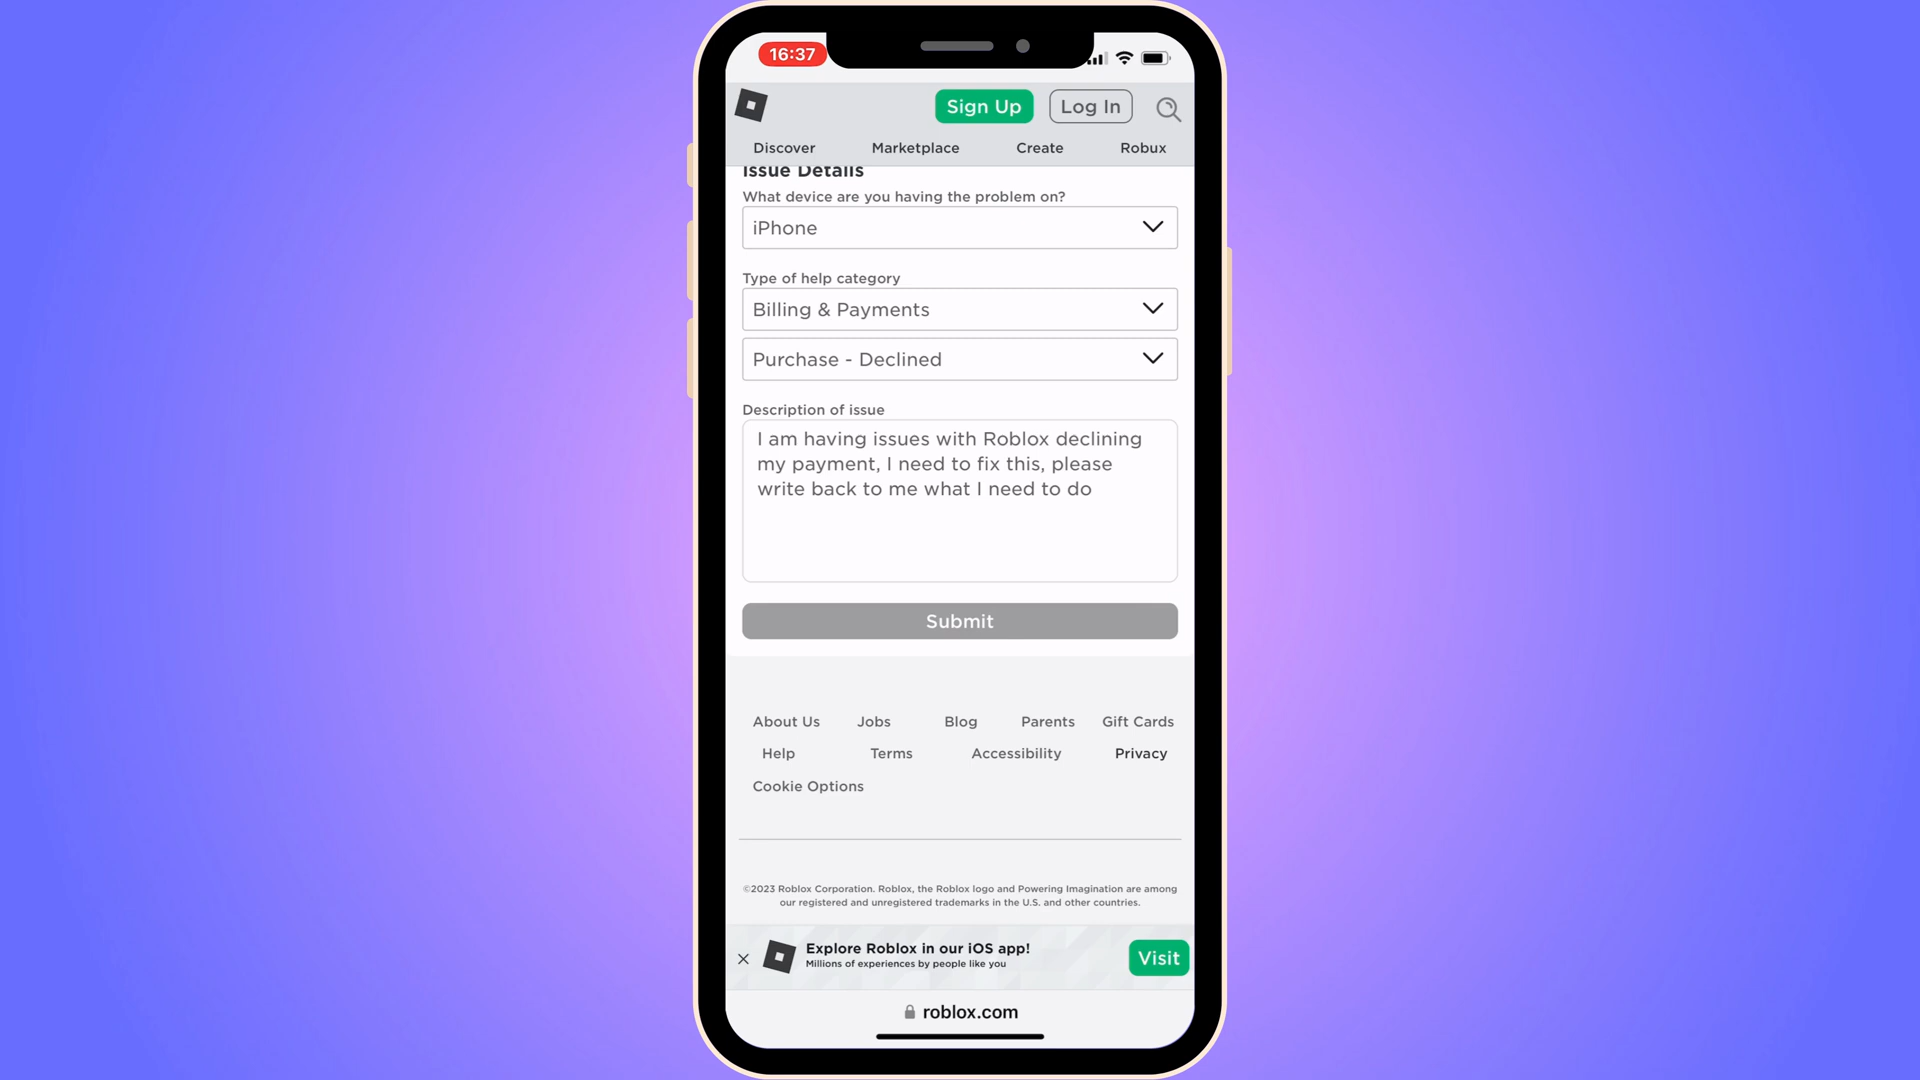 16:37
Sign Up
Log In
Discover
Marketplace
Create
Robux
Issue Details
What device are you having the problem on?
iPhone
Type of help category
Billing & Payments
Purchase - Declined
Description of issue
I am having issues with Roblox declining
my payment, I need to fix this, please
write back to me what I need to do
Submit
About Us
Jobs
Blog
Parents
Gift Cards
Help
Terms
Accessibility
Privacy
Cookie Options
©2023 Roblox Corporation. Roblox, the Roblox logo and Powering Imagination are among
our registered and unregistered trademarks in the U.S. and other countries.
Explore Roblox in our iOS app!
Millions of experiences by people like you
Visit
roblox.com